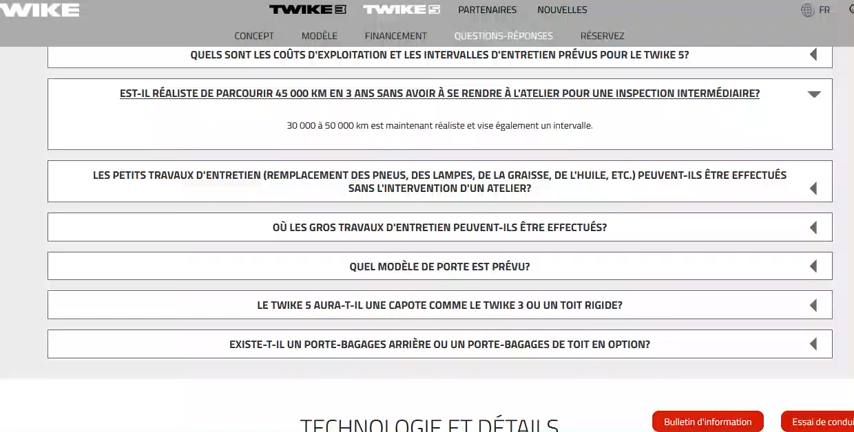 TWIKE
TWIKE 3 TWIKE 5 PARTENAIRES NOUVELLES FR
CONCEPT MODÈLE FINANCEMENT QUESTIONS-RÉPONSES RÉSERVEZ
QUELS SONT LES COÛTS D'EXPLOITATION ET LES INTERVALLES D'ENTRETIEN PRÉVUS POUR LE TWIKE 5?
EST-IL RÉALISTE DE PARCOURIR 45 000 KM EN 3 ANS SANS AVOIR À SE RENDRE À L'ATELIER POUR UNE INSPECTION INTERMÉDIAIRE?
30 000 à 50 000 km est maintenant réaliste et vise également un intervalle.
LES PETITS TRAVAUX D'ENTRETIEN (REMPLACEMENT DES PNEUS, DES LAMPES, DE LA GRAISSE, DE L'HUILE, ETC.) PEUVENT-ILS ÊTRE EFFECTUÉS
SANS L'INTERVENTION D'UN ATELIER?
OÙ LES GROS TRAVAUX D'ENTRETIEN PEUVENT-ILS ÊTRE EFFECTUÉS?
QUEL MODÈLE DE PORTE EST PRÉVU?
LE TWIKE 5 AURA-T-IL UNE CAPOTE COMME LE TWIKE 3 OU UN TOIT RIGIDE?
EXISTE-T-IL UN PORTE-BAGAGES ARRIÈRE OU UN PORTE-BAGAGES DE TOIT EN OPTION?
TECHNOLOGIE ET DÉTAILS
Bulletin d'information Essai de condui